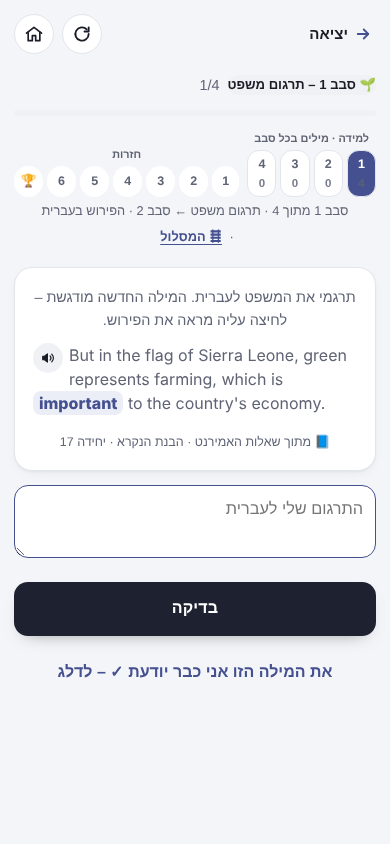 יציאה →
🌱 סבב 1 – תרגום משפט 1/4
למידה · מילים בכל סבב
1 2 3 4
4 0 0 0
חזרות
1 2 3 4 5 6 🏆
סבב 1 מתוך 4 · תרגום משפט ← סבב 2 · הפירוש בעברית
· 🧬 המסלול
תרגמי את המשפט לעברית. המילה החדשה מודגשת –
לחיצה עליה מראה את הפירוש.
But in the flag of Sierra Leone, green
represents farming, which is
important to the country's economy.
📘 מתוך שאלות האמירנט · הבנת הנקרא · יחידה 17
התרגום שלי לעברית
בדיקה
את המילה הזו אני כבר יודעת ✓ – לדלג